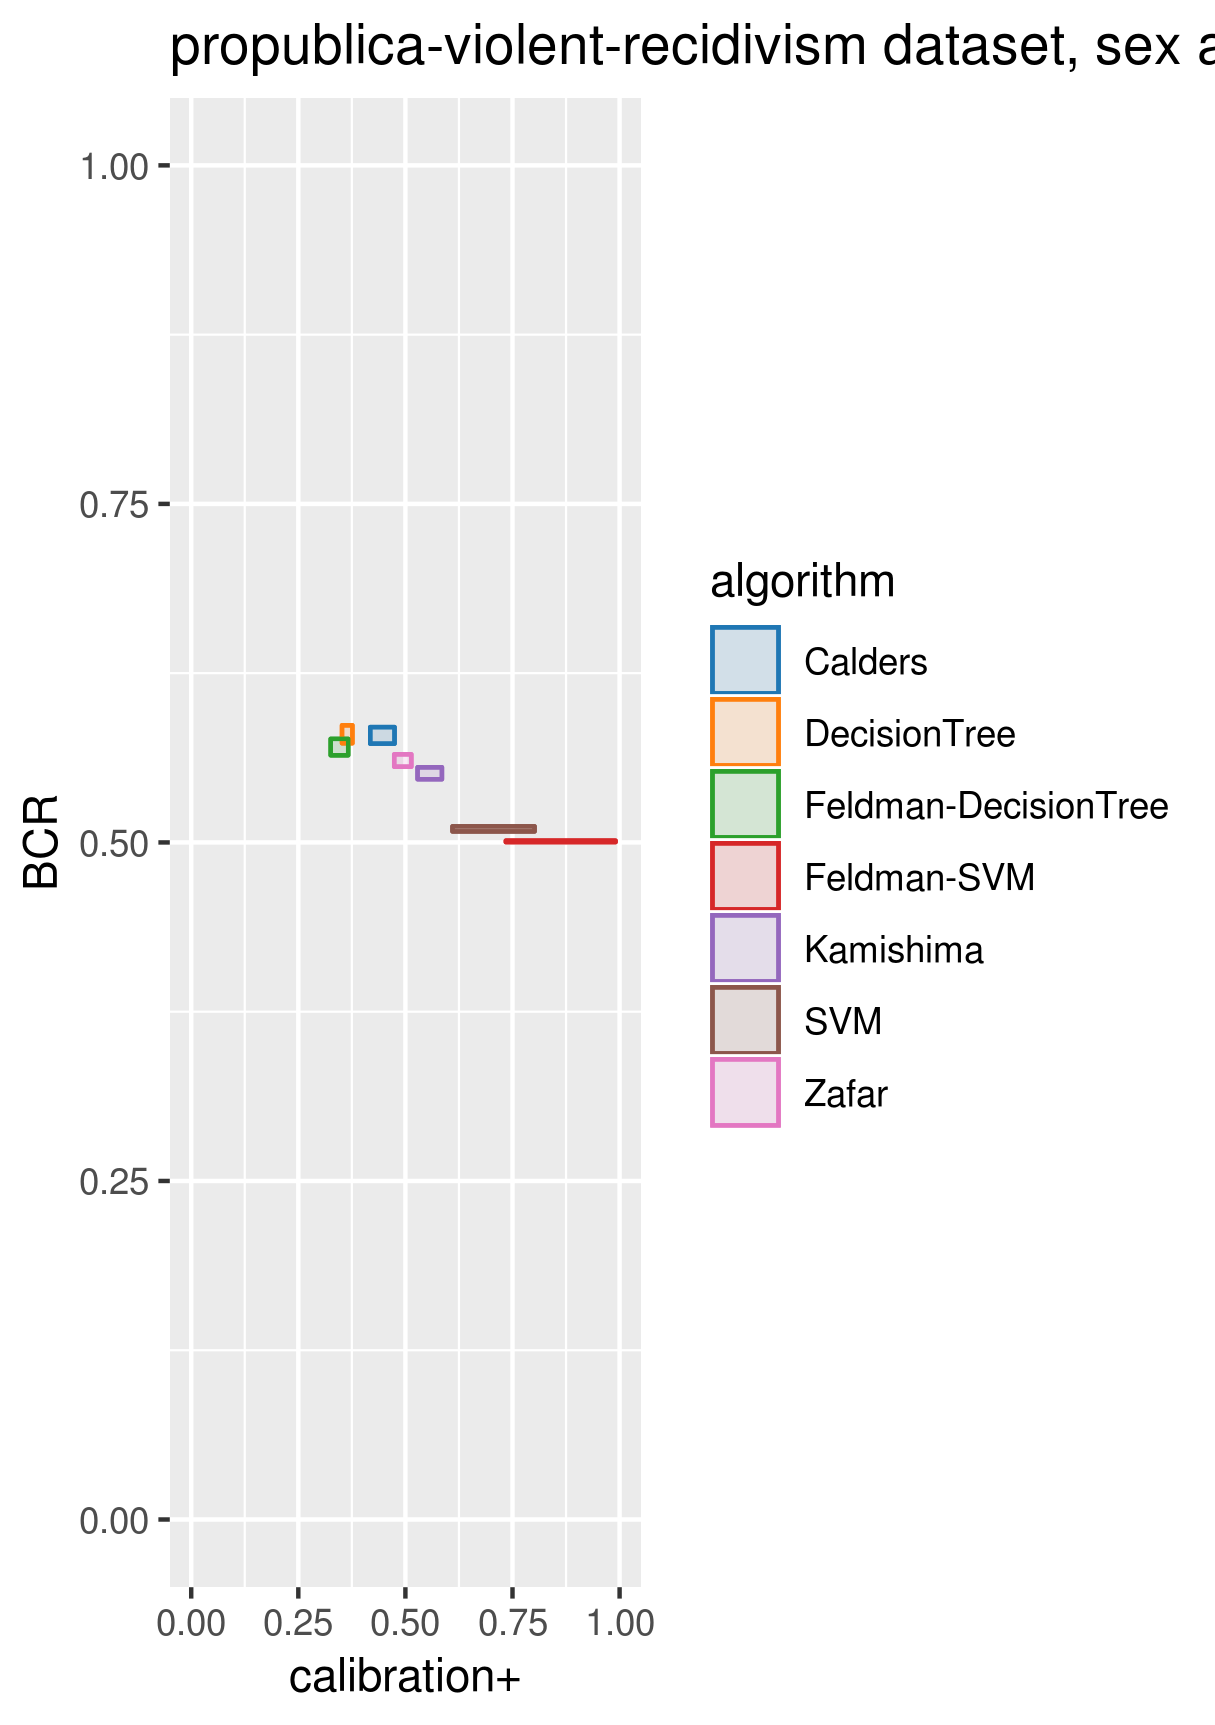 propublica-violent-recidivism dataset, sex
1.00
0.75
0.50
0.25
0.00
BCR
0.00 0.25 0.50 0.75 1.00
calibration+
algorithm
Calders
DecisionTree
Feldman-DecisionTree
Feldman-SVM
Kamishima
SVM
Zafar